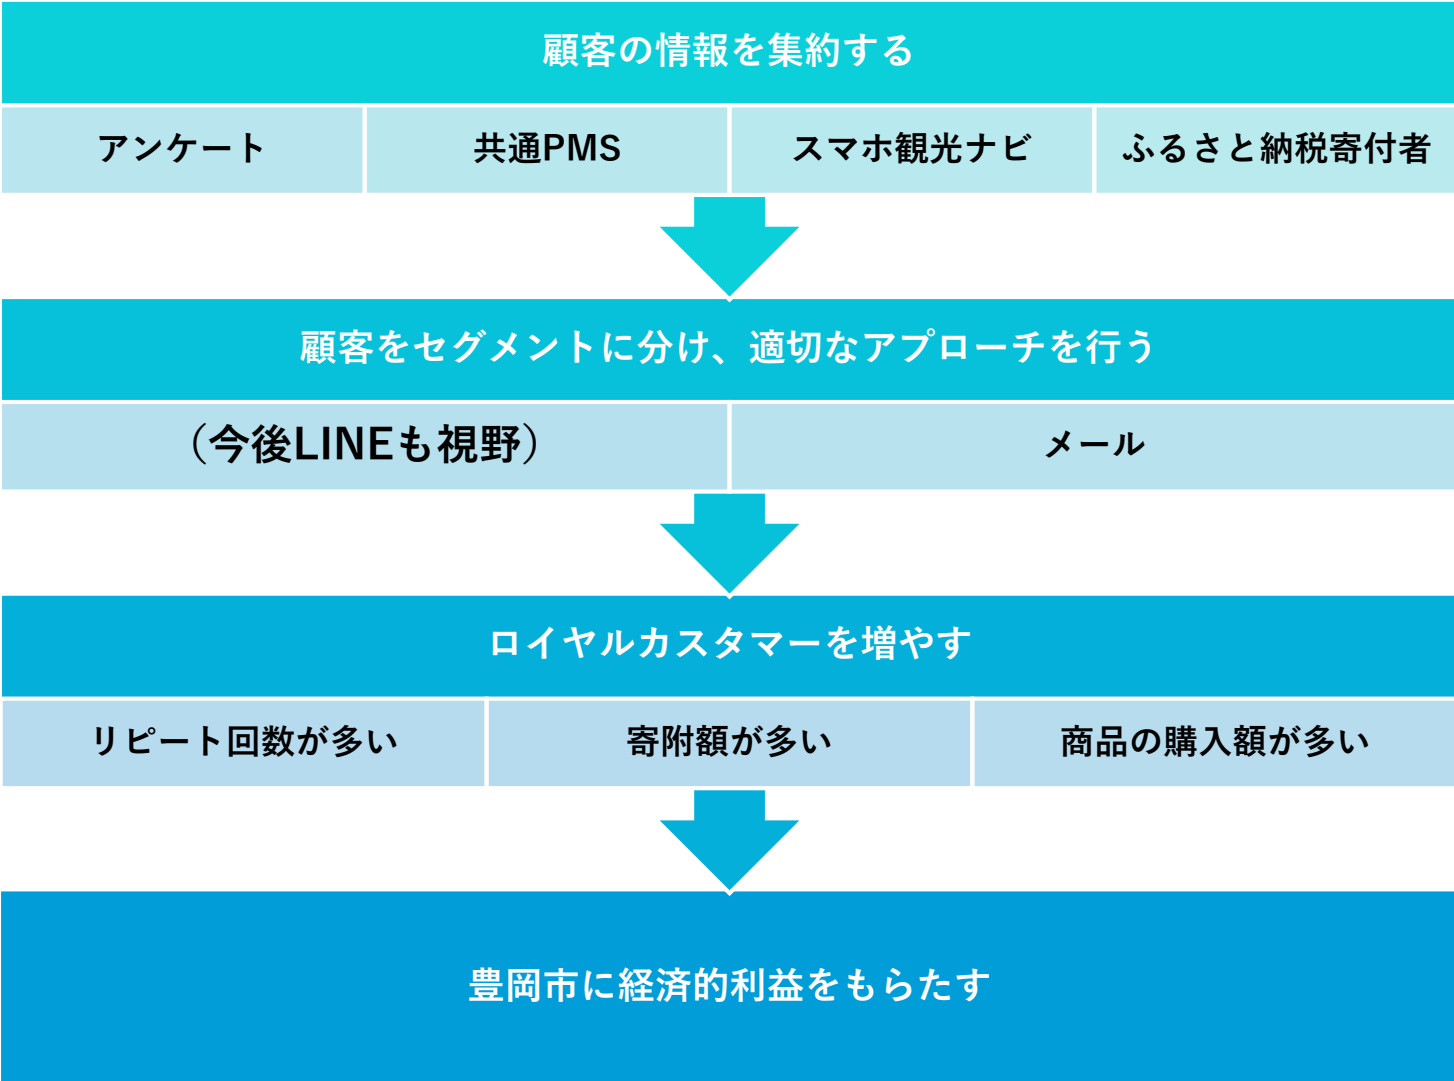 顧客の情報を集約する
アンケート
共通PMS
スマホ観光ナビ
ふるさと納税寄付者
顧客をセグメントに分け、適切なアプローチを行う
（今後LINEも視野）
メール
ロイヤルカスタマーを増やす
リピート回数が多い
寄附額が多い
商品の購入額が多い
豊岡市に経済的利益をもらたす